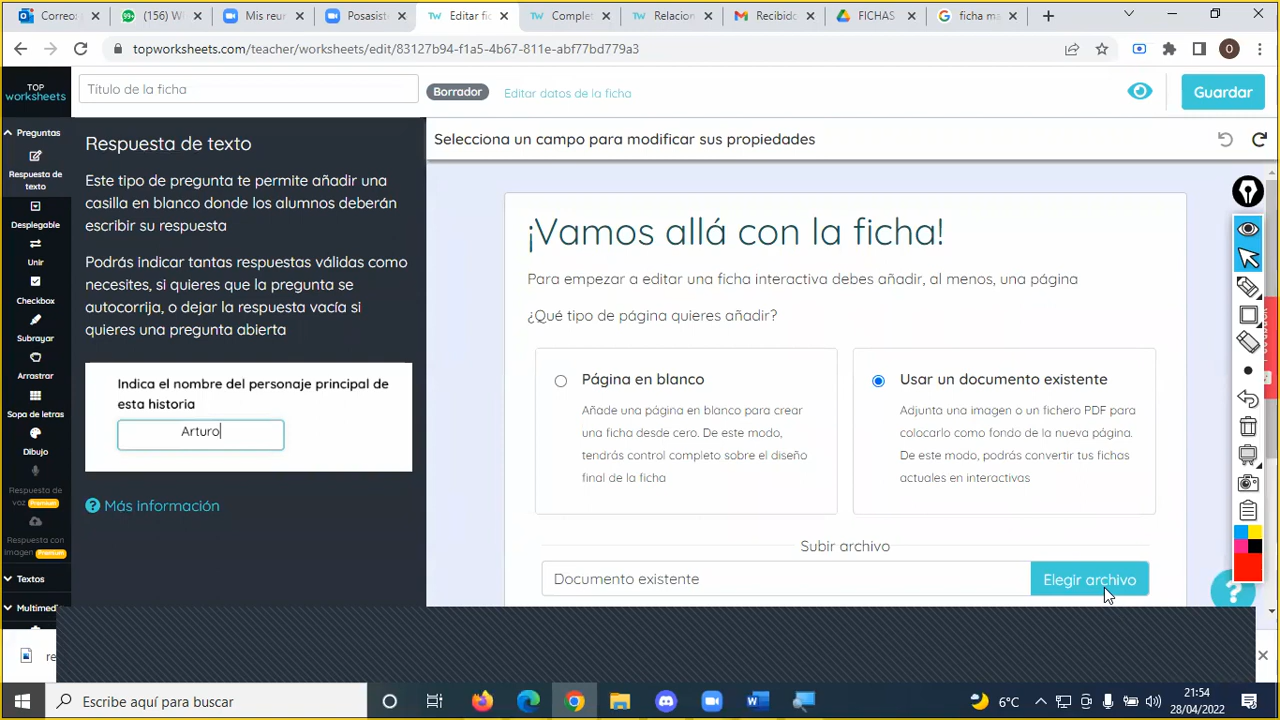 Correo:
99+
(156) W
Mis reun
Posasist
TW
Editar fi
TW
Complet
TW
Relacion
Recibido
FICHAS
ficha ma
topworksheets.com/teacher/worksheets/edit/83127b94-f1a5-4b67-811e-abf77bd779a3
O
TOP
worksheets
Título de la ficha
Borrador
Editar datos de la ficha
Guardar
Preguntas
Respuesta de
texto
Desplegable
Unir
Checkbox
Subrayar
Arrastrar
Sopa de letras
Dibujo
Respuesta de
voz Premium
Respuesta con
imagen Premium
Textos
Multimed
Respuesta de texto
Este tipo de pregunta te permite añadir una
casilla en blanco donde los alumnos deberán
escribir su respuesta
Podrás indicar tantas respuestas válidas como
necesites, si quieres que la pregunta se
autocorrija, o dejar la respuesta vacía si
quieres una pregunta abierta
Indica el nombre del personaje principal de
esta historia
Arturo
Más información
Selecciona un campo para modificar sus propiedades
¡Vamos allá con la ficha!
Para empezar a editar una ficha interactiva debes añadir, al menos, una página
¿Qué tipo de página quieres añadir?
Página en blanco
Añade una página en blanco para crear
una ficha desde cero. De este modo,
tendrás control completo sobre el diseño
final de la ficha
Usar un documento existente
Adjunta una imagen o un fichero PDF para
colocarlo como fondo de la nueva página.
De este modo, podrás convertir tus fichas
actuales en interactivas
Subir archivo
Documento existente
Elegir archivo
?
re
Escribe aquí para buscar
6°C
21:54
28/04/2022